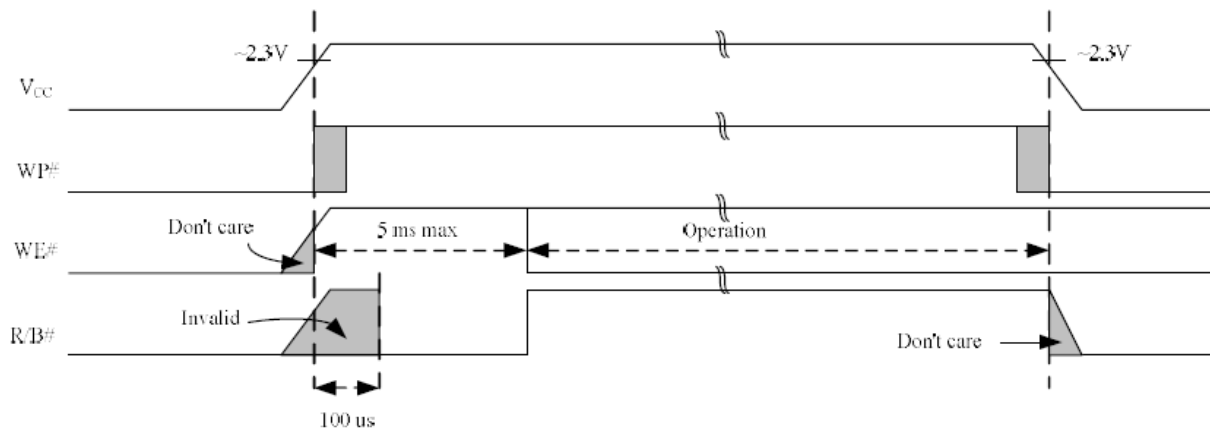 ~2.3V
~2.3V
VCC
WP#
Don't care
5 ms max
Operation
WE#
Invalid
R/B#
Don't care
100 us